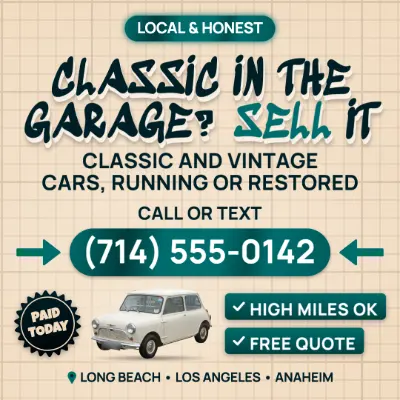 LOCAL & HONEST
CLASSIC IN THE
GARAGE? SELL IT
CLASSIC AND VINTAGE
CARS, RUNNING OR RESTORED
CALL OR TEXT
(714) 555-0142
PAID
TODAY
HIGH MILES OK
FREE QUOTE
LONG BEACH • LOS ANGELES • ANAHEIM